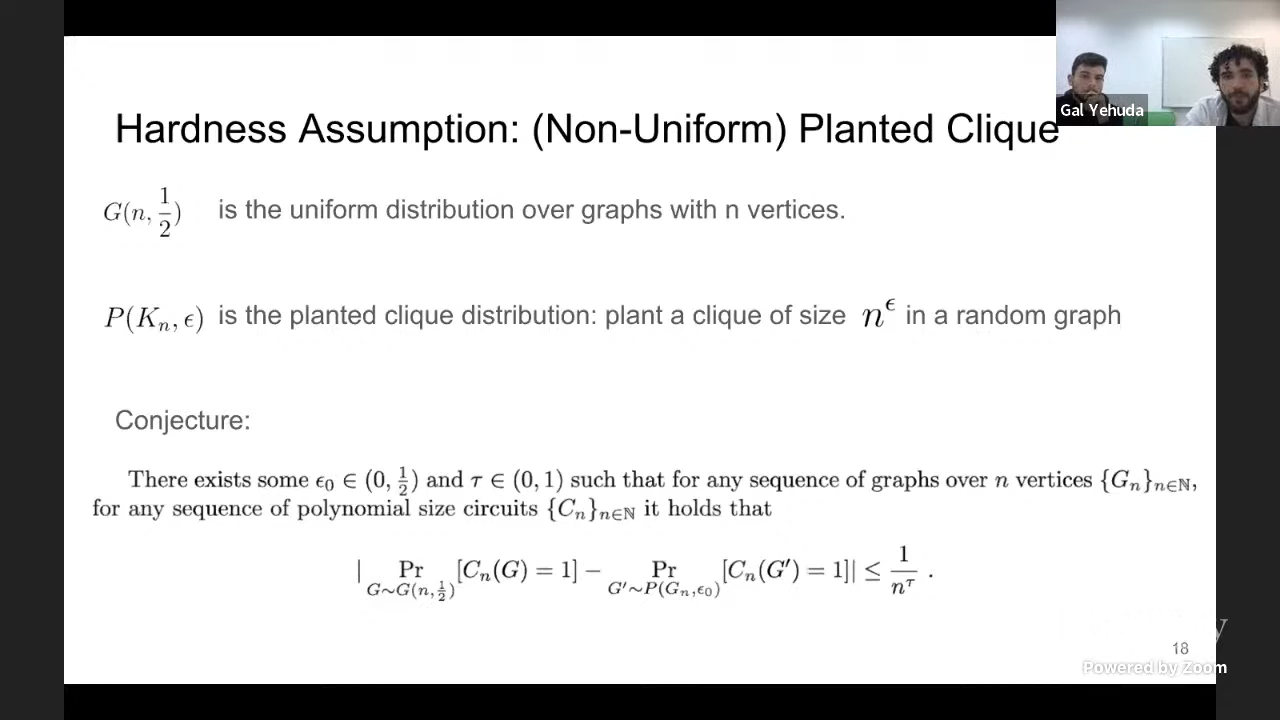 Hardness Assumption: (Non-Uniform) Planted Clique
Gal Yehuda
G(n, 1/2) is the uniform distribution over graphs with n vertices.
P(K_n, ϵ) is the planted clique distribution: plant a clique of size n^ϵ in a random graph
Conjecture:
There exists some ϵ_0 ∈ (0, 1/2) and τ ∈ (0, 1) such that for any sequence of graphs over n vertices {G_n}_{n∈ℕ},
for any sequence of polynomial size circuits {C_n}_{n∈ℕ} it holds that
| Pr_{G∼G(n,1/2)} [C_n(G) = 1] − Pr_{G'∼P(G_n,ϵ_0)} [C_n(G') = 1]| ≤ 1/n^τ .
18
Powered by Zoom